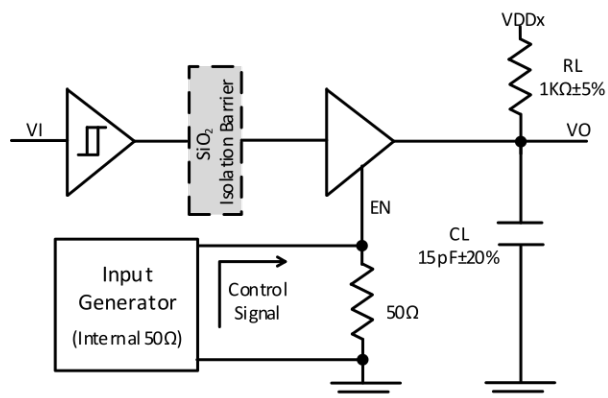 VDDx
RL
1KΩ±5%
VI
SiO₂
Isolation Barrier
VO
EN
CL
15pF±20%
Input
Generator
(Internal 50Ω)
Control
Signal
50Ω